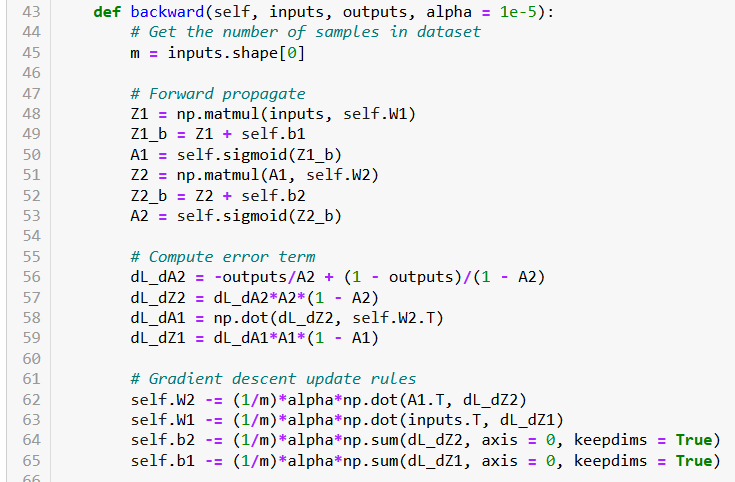 43 def backward(self, inputs, outputs, alpha = 1e-5):
44 # Get the number of samples in dataset
45 m = inputs.shape[0]
46
47 # Forward propagate
48 Z1 = np.matmul(inputs, self.W1)
49 Z1_b = Z1 + self.b1
50 A1 = self.sigmoid(Z1_b)
51 Z2 = np.matmul(A1, self.W2)
52 Z2_b = Z2 + self.b2
53 A2 = self.sigmoid(Z2_b)
54
55 # Compute error term
56 dL_dA2 = -outputs/A2 + (1 - outputs)/(1 - A2)
57 dL_dZ2 = dL_dA2*A2*(1 - A2)
58 dL_dA1 = np.dot(dL_dZ2, self.W2.T)
59 dL_dZ1 = dL_dA1*A1*(1 - A1)
60
61 # Gradient descent update rules
62 self.W2 -= (1/m)*alpha*np.dot(A1.T, dL_dZ2)
63 self.W1 -= (1/m)*alpha*np.dot(inputs.T, dL_dZ1)
64 self.b2 -= (1/m)*alpha*np.sum(dL_dZ2, axis = 0, keepdims = True)
65 self.b1 -= (1/m)*alpha*np.sum(dL_dZ1, axis = 0, keepdims = True)
66